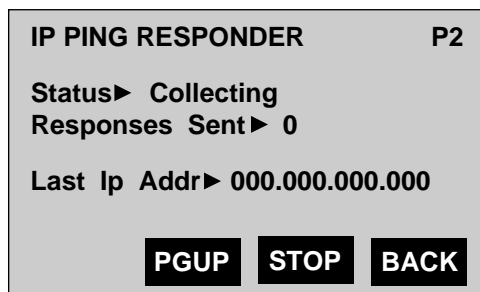 IP PING RESPONDER P2
Status► Collecting
Responses Sent► 0
Last Ip Addr► 000.000.000.000
PGUP STOP BACK